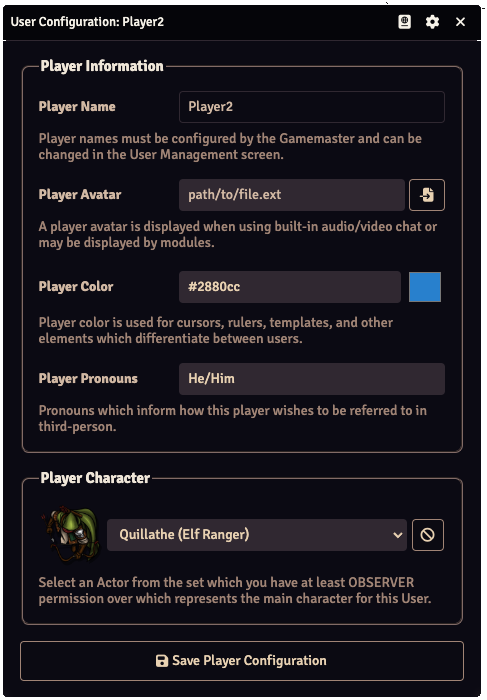 User Configuration: Player2
Player Information
Player Name
Player2
Player names must be configured by the Gamemaster and can be
changed in the User Management screen.
Player Avatar
path/to/file.ext
A player avatar is displayed when using built-in audio/video chat or
may be displayed by modules.
Player Color
#2880cc
Player color is used for cursors, rulers, templates, and other
elements which differentiate between users.
Player Pronouns
He/Him
Pronouns which inform how this player wishes to be referred to in
third-person.
Player Character
Quillathe (Elf Ranger)
Select an Actor from the set which you have at least OBSERVER
permission over which represents the main character for this User.
Save Player Configuration